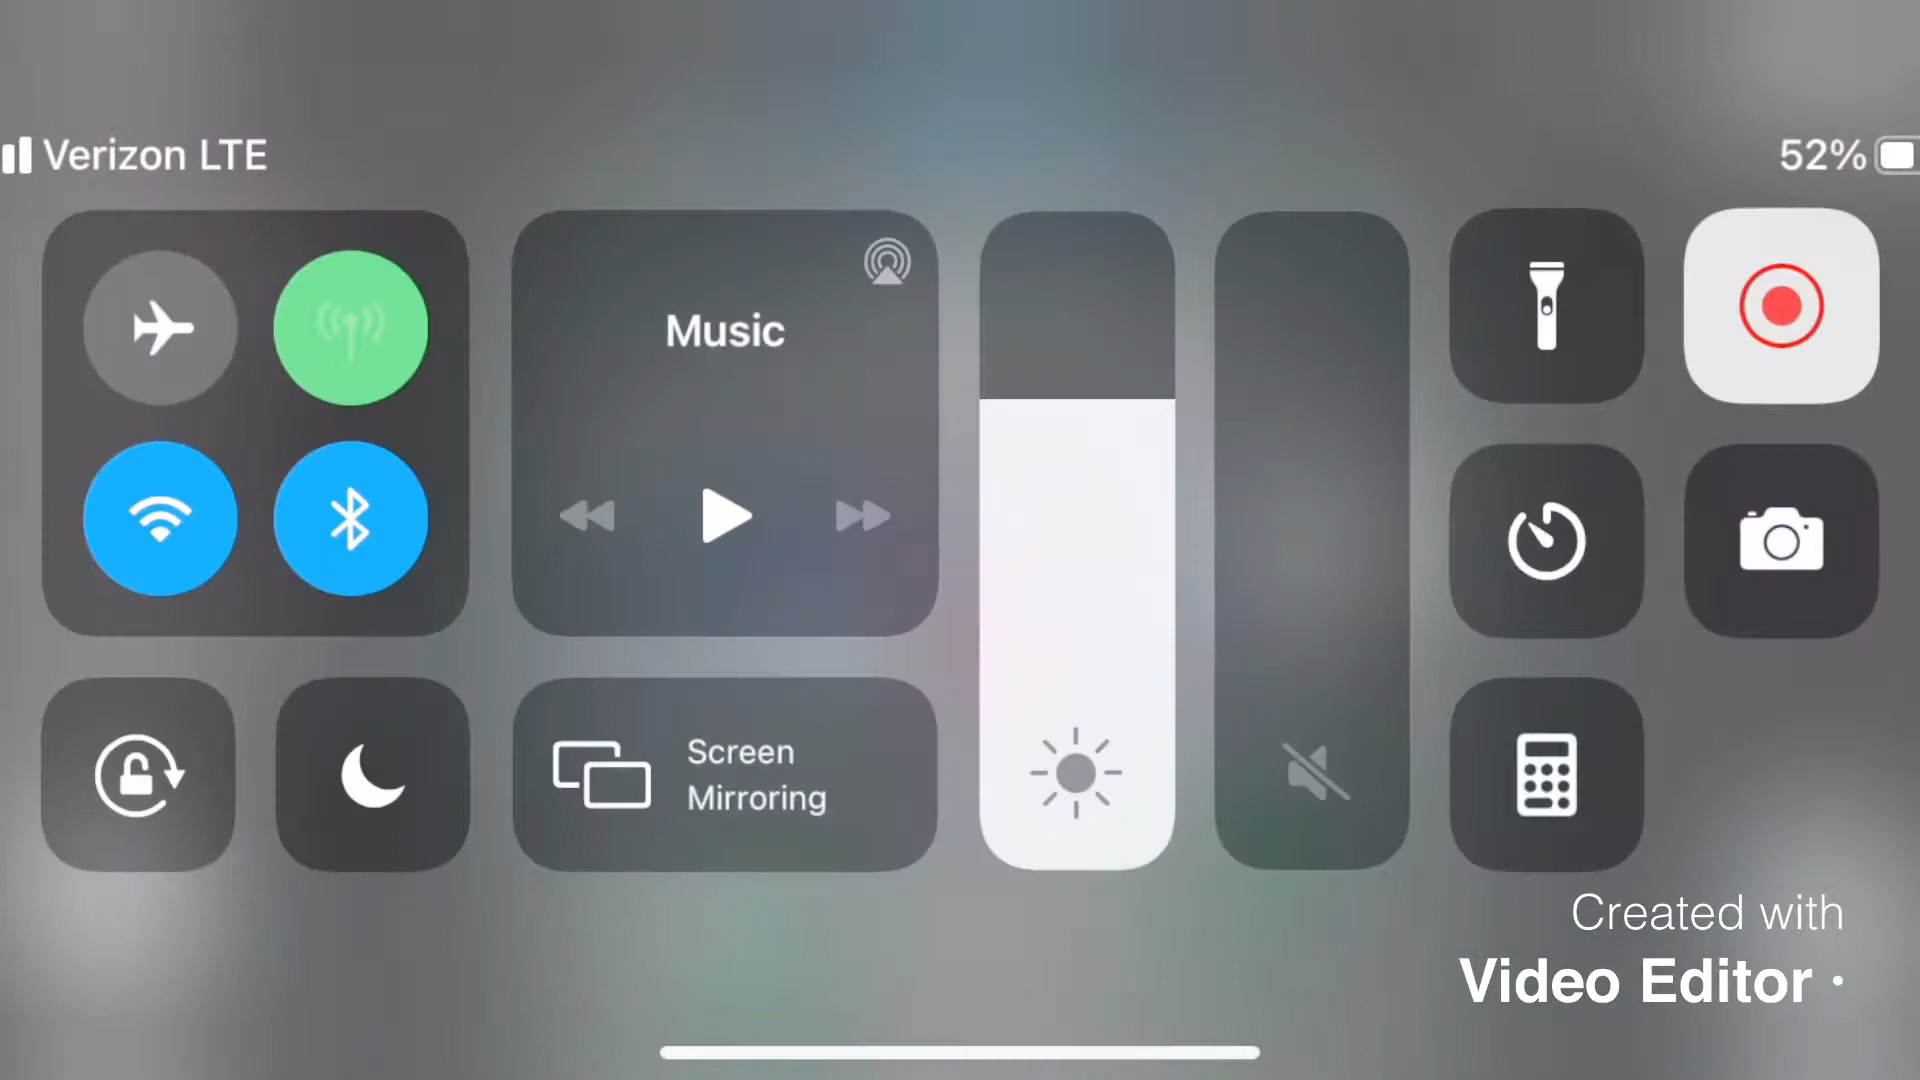 Verizon LTE
52%
Music
Screen
Mirroring
Created with
Video Editor